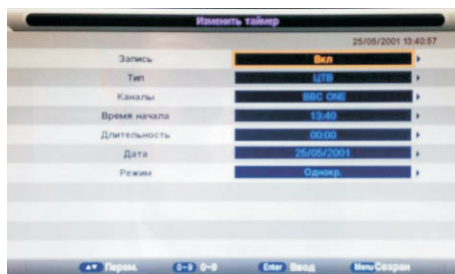 Изменить таймер
25/05/2001 13:40:57
Запись Вкл
Тип ЦТВ
Каналы BBC ONE
Время начала 13:40
Длительность 00:00
Дата 25/05/2001
Режим Однокр.
Перем. 0~9 0~9 Enter Ввод Menu Сохран